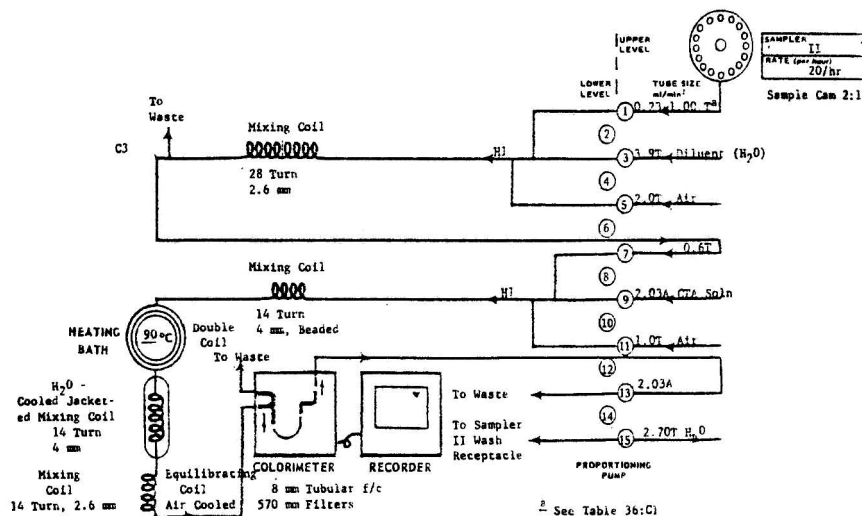 UPPER
LEVEL
LOWER
LEVEL
TUBE SIZE
ml/min
SAMPLER
II
RATE (per hour)
20/hr
Sample Cam 2:1
To
Waste
C3
Mixing Coil
28 Turn
2.6 mm
HI
1
0.23-1.00 Ta
2
3
3.9T Diluent (H2O)
4
5
2.0T Air
6
7
0.6T
8
Mixing Coil
14 Turn
4 mm, Beaded
HI
9
2.03A CTA Soln
10
11
1.0T Air
12
13
2.03A
14
15
2.70T H2O
HEATING
BATH
90°C
Double
Coil
To Waste
H2O -
Cooled Jacket-
ed Mixing Coil
14 Turn
4 mm
Mixing
Coil
14 Turn, 2.6 mm
Equilibrating
Coil
Air Cooled
COLORIMETER
8 mm Tubular f/c
570 mm Filters
RECORDER
To Waste
To Sampler
II Wash
Receptacle
PROPORTIONING
PUMP
a See Table 36:C1